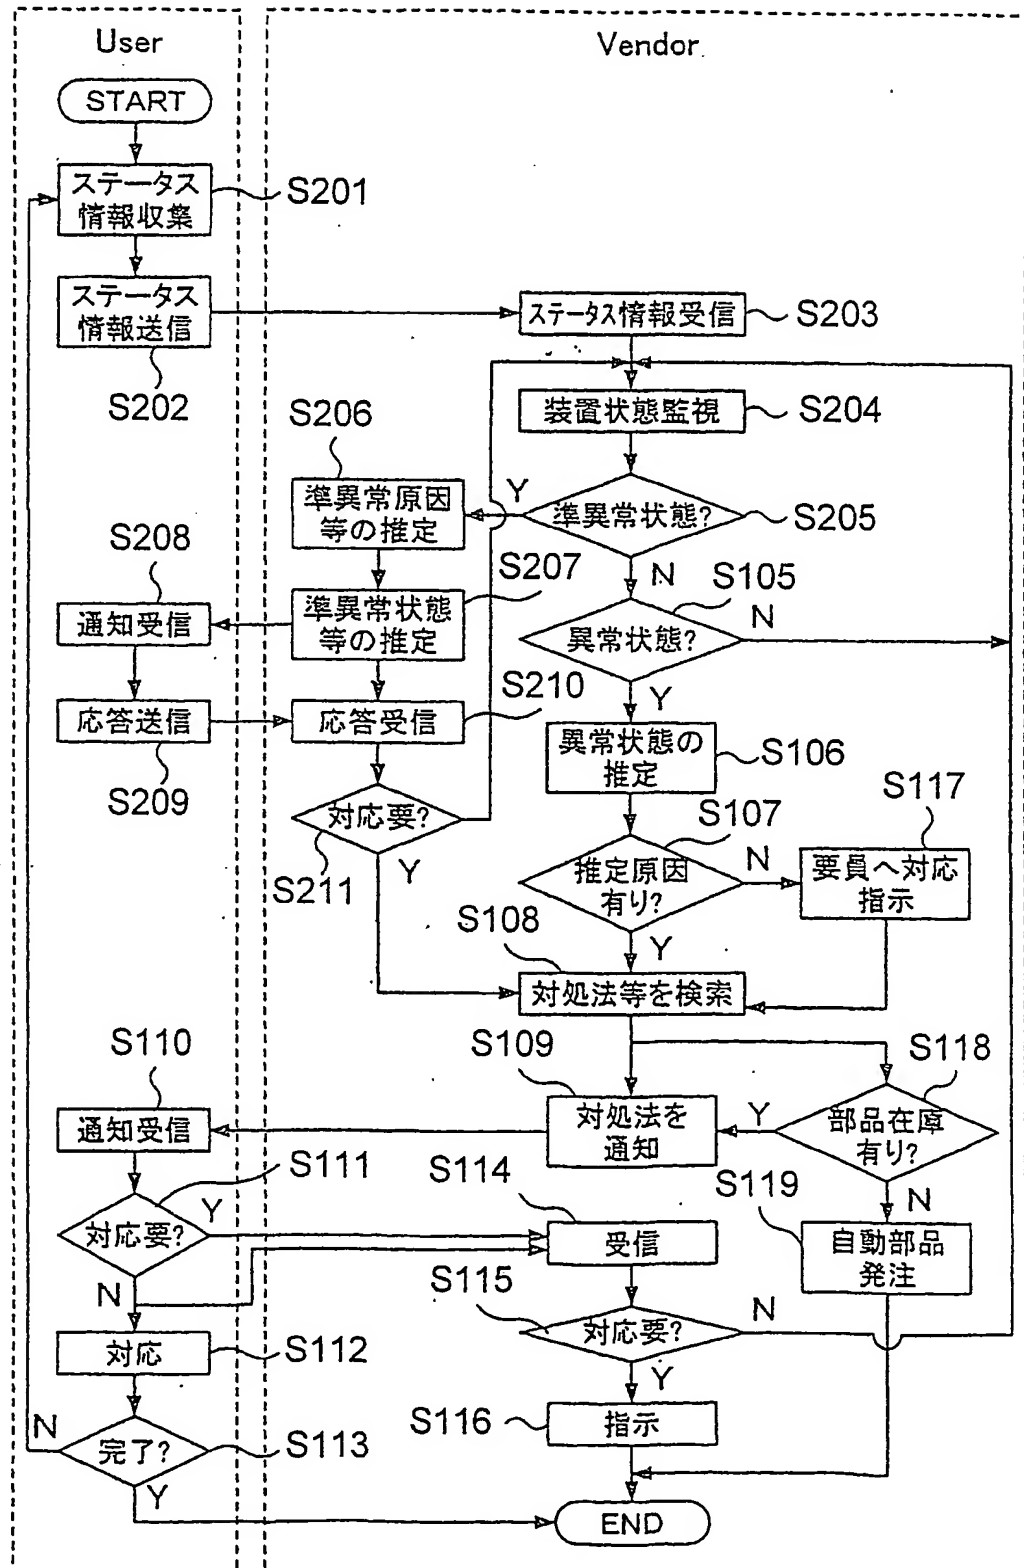 User
Vendor
START
ステータス
情報収集
S201
ステータス
情報送信
S202
ステータス情報受信
S203
装置状態監視
S204
S206
準異常原因
等の推定
Y
準異常状態?
S205
S208
通知受信
S207
準異常状態
等の推定
N
S105
異常状態?
N
S210
応答送信
応答受信
Y
S209
異常状態の
推定
S106
対応要?
S211
Y
S107
推定原因
有り?
N
S117
要員へ対応
指示
S108
Y
対処法等を検索
S110
S109
S118
通知受信
対処法を
通知
Y
部品在庫
有り?
S111
S114
S119
N
対応要?
Y
受信
自動部品
発注
N
S115
対応要?
N
対応
S112
Y
S116
指示
N
完了?
S113
Y
END